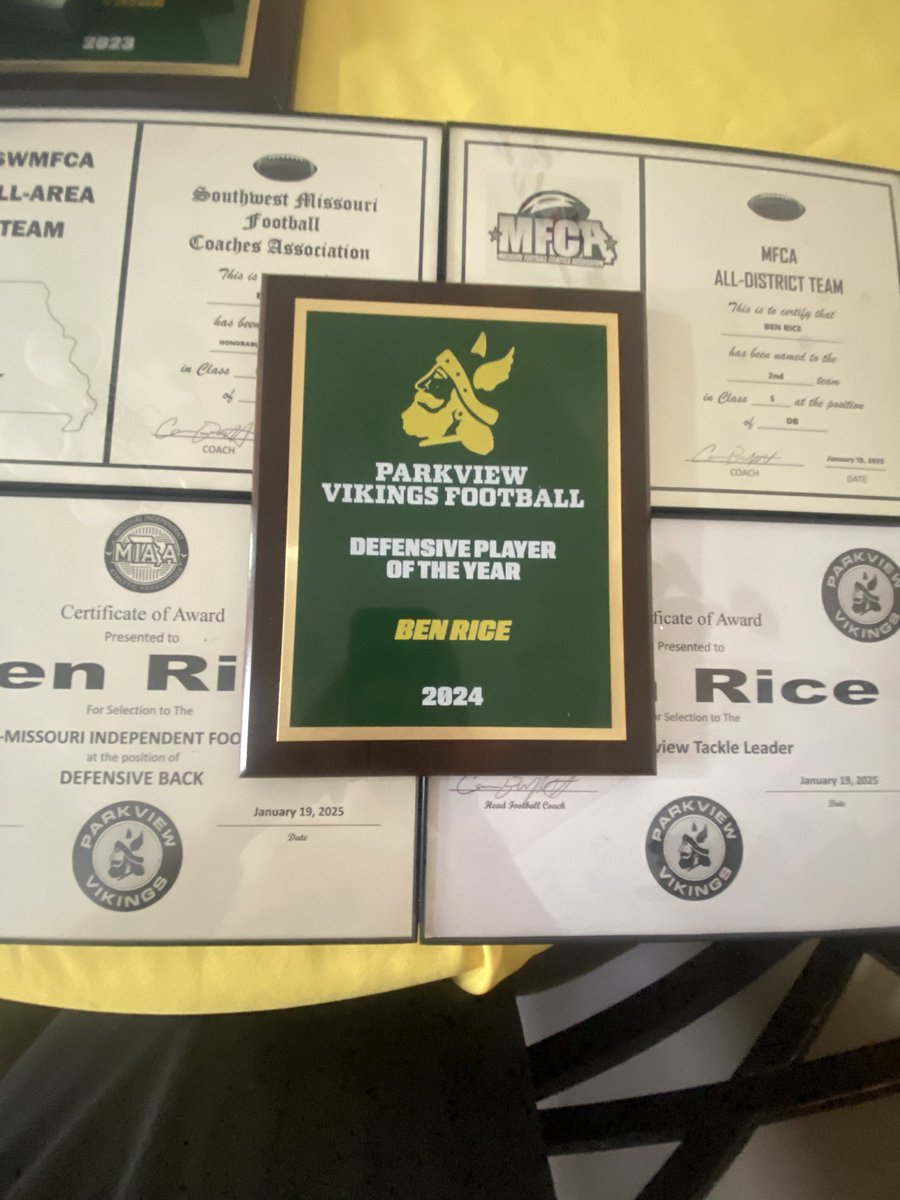 2023
SWMFCA
ALL-AREA
TEAM
Southwest Missouri
Football
Coaches Association
This is
has been
HONORABL
in Class
of
COACH
MFCA
MISSOURI FOOTBALL COACHES ASSOCIATION
MFCA
ALL-DISTRICT TEAM
This is to certify that
BEN RICE
has been named to the
2nd team
in Class 5 at the position
of DB
COACH
January 19, 2025
DATE
PARKVIEW
VIKINGS FOOTBALL
DEFENSIVE PLAYER
OF THE YEAR
BEN RICE
2024
MIAA
Certificate of Award
Presented to
en Ri
For Selection to The
-MISSOURI INDEPENDENT FOO
at the position of
DEFENSIVE BACK
January 19, 2025
Date
PARKVIEW
VIKINGS
PARKVIEW
VIKINGS
ficate of Award
Presented to
Rice
r Selection to The
view Tackle Leader
Head Football Coach
January 19, 2025
Date
PARKVIEW
VIKINGS